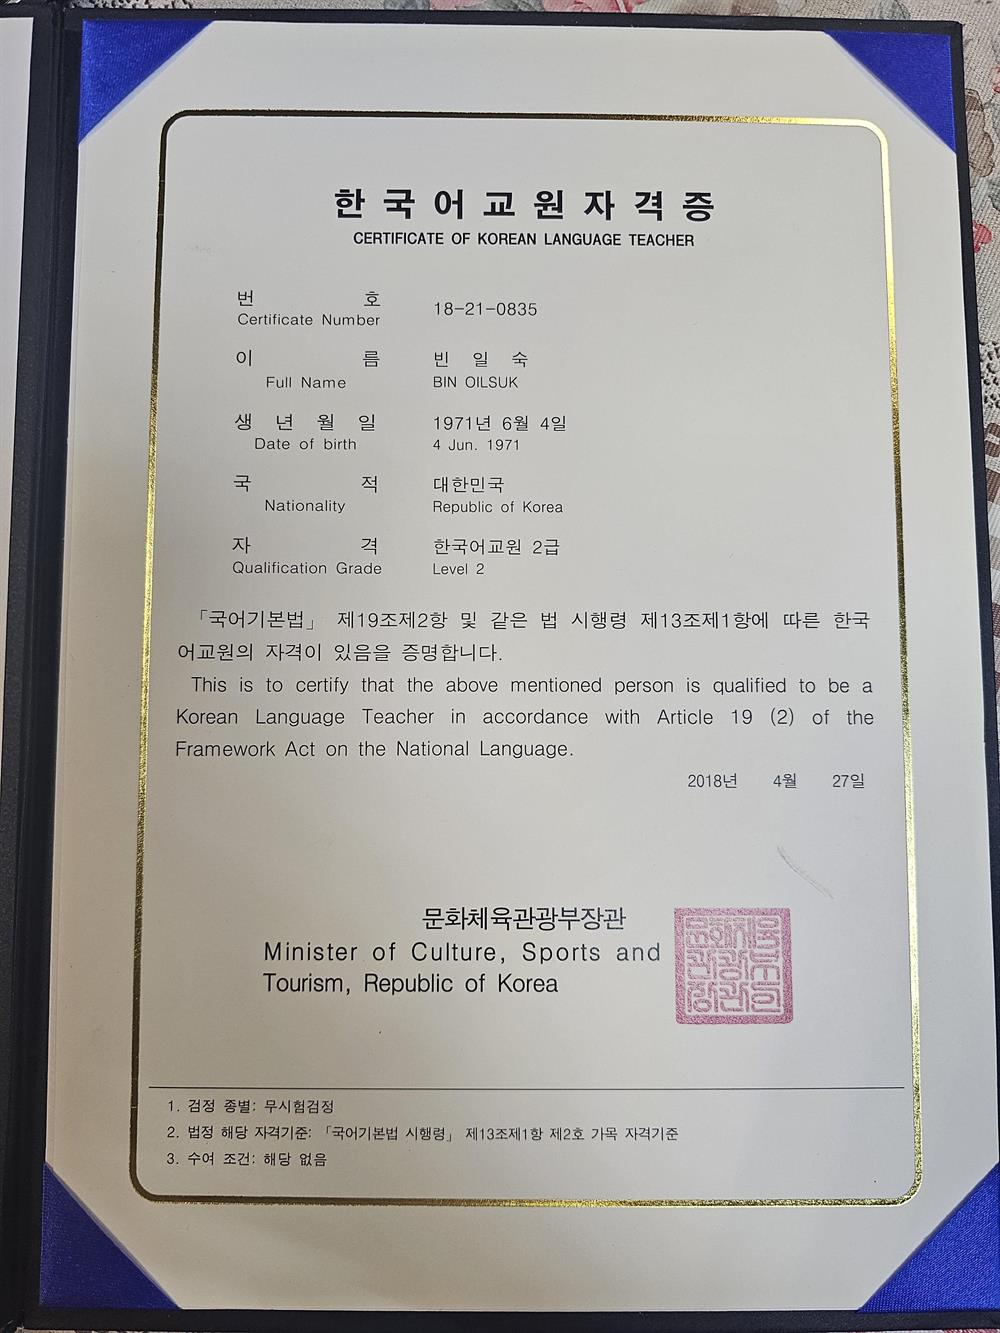 한국어교원자격증
CERTIFICATE OF KOREAN LANGUAGE TEACHER
번 호 18-21-0835
Certificate Number
이 름 빈 일 숙
Full Name BIN OILSUK
생 년 월 일 1971년 6월 4일
Date of birth 4 Jun. 1971
국 적 대한민국
Nationality Republic of Korea
자 격 한국어교원 2급
Qualification Grade Level 2
「국어기본법」 제19조제2항 및 같은 법 시행령 제13조제1항에 따른 한국
어교원의 자격이 있음을 증명합니다.
This is to certify that the above mentioned person is qualified to be a
Korean Language Teacher in accordance with Article 19 (2) of the
Framework Act on the National Language.
2018년 4월 27일
문화체육관광부장관
Minister of Culture, Sports and
Tourism, Republic of Korea
문화체육
관광부
장관인
1. 검정 종별: 무시험검정
2. 법정 해당 자격기준: 「국어기본법 시행령」 제13조제1항 제2호 가목 자격기준
3. 수여 조건: 해당 없음